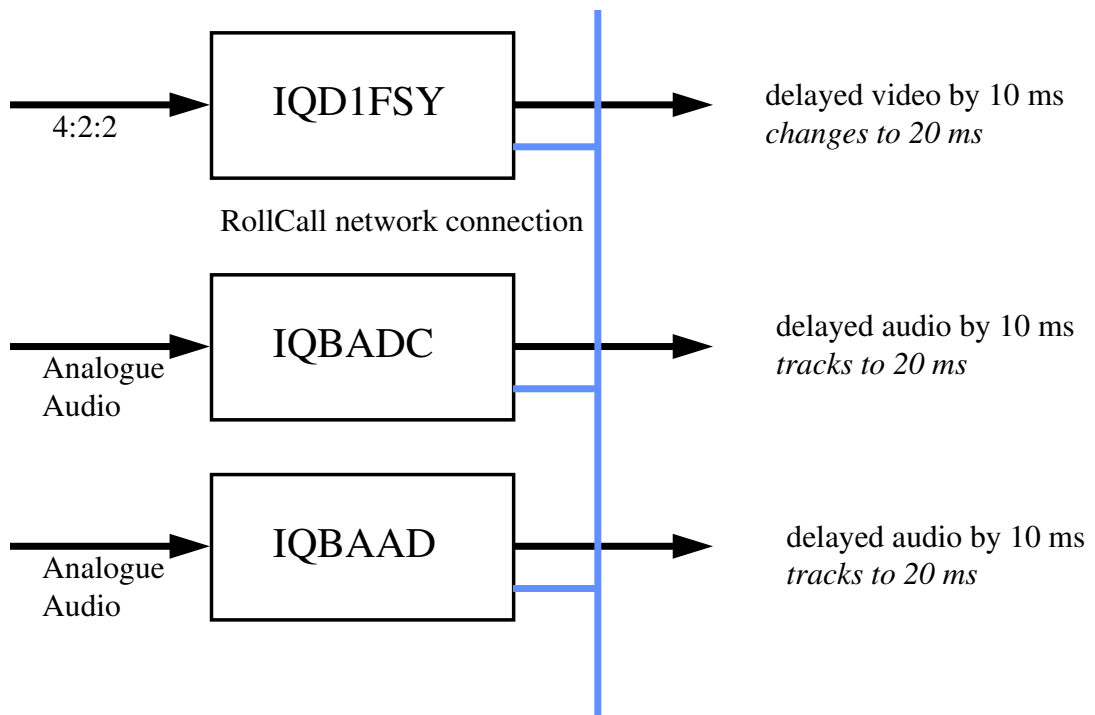 IQD1FSY
4:2:2
delayed video by 10 ms
changes to 20 ms
RollCall network connection
IQBADC
Analogue
Audio
delayed audio by 10 ms
tracks to 20 ms
IQBAAD
Analogue
Audio
delayed audio by 10 ms
tracks to 20 ms